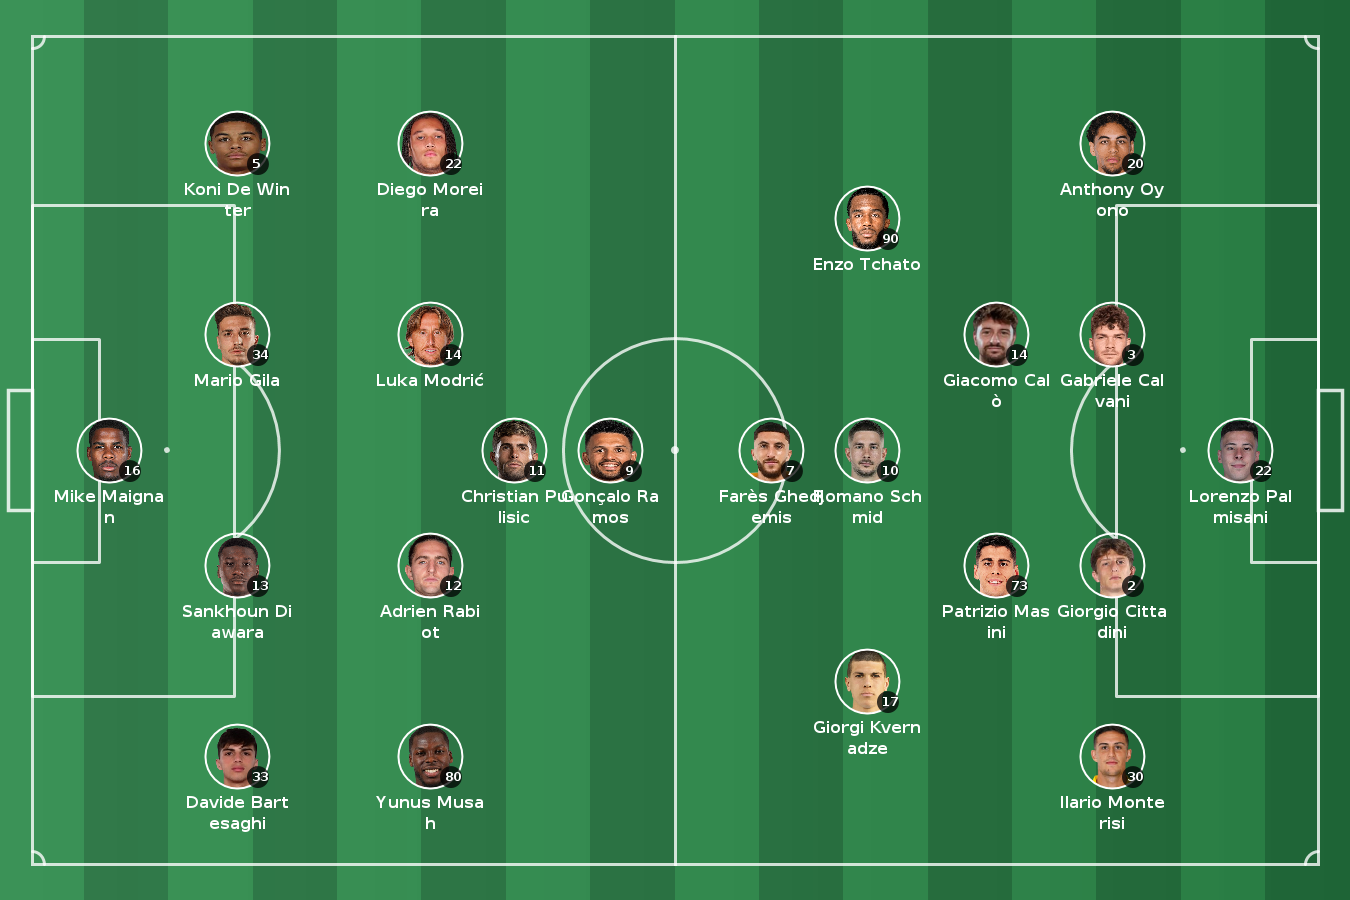 5
Koni De Win
ter
22
Diego Morei
ra
20
Anthony Oy
ono
90
Enzo Tchato
34
Mario Gila
14
Luka Modrić
14
Giacomo Cal
ò
3
Gabriele Cal
vani
16
Mike Maigna
n
11
Christian Pu
lisic
9
Gonçalo Ra
mos
7
Farès Ghedj
emis
10
Romano Sch
mid
22
Lorenzo Pal
misani
13
Sankhoun Di
awara
12
Adrien Rabi
ot
73
Patrizio Mas
ini
2
Giorgio Citta
dini
17
Giorgi Kvern
adze
33
Davide Bart
esaghi
80
Yunus Musa
h
30
Ilario Monte
risi